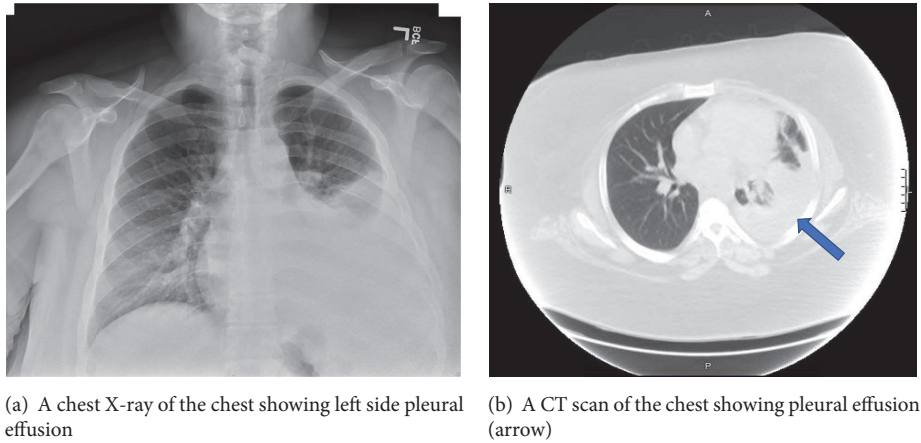 BCL
A
P
(a) A chest X-ray of the chest showing left side pleural
effusion
(b) A CT scan of the chest showing pleural effusion
(arrow)